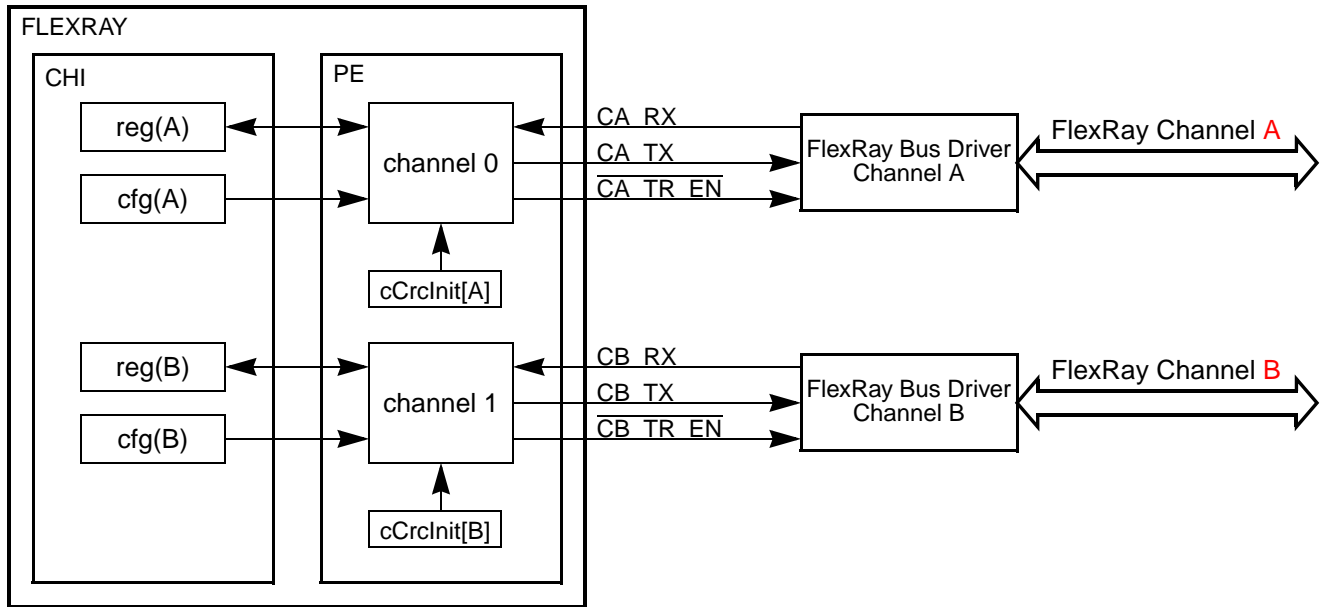 FLEXRAY
CHI
PE
reg(A)
cfg(A)
channel 0
cCrcInit[A]
CA_RX
CA_TX
CA_TR_EN
FlexRay Bus Driver
Channel A
FlexRay Channel A
reg(B)
cfg(B)
channel 1
cCrcInit[B]
CB_RX
CB_TX
CB_TR_EN
FlexRay Bus Driver
Channel B
FlexRay Channel B